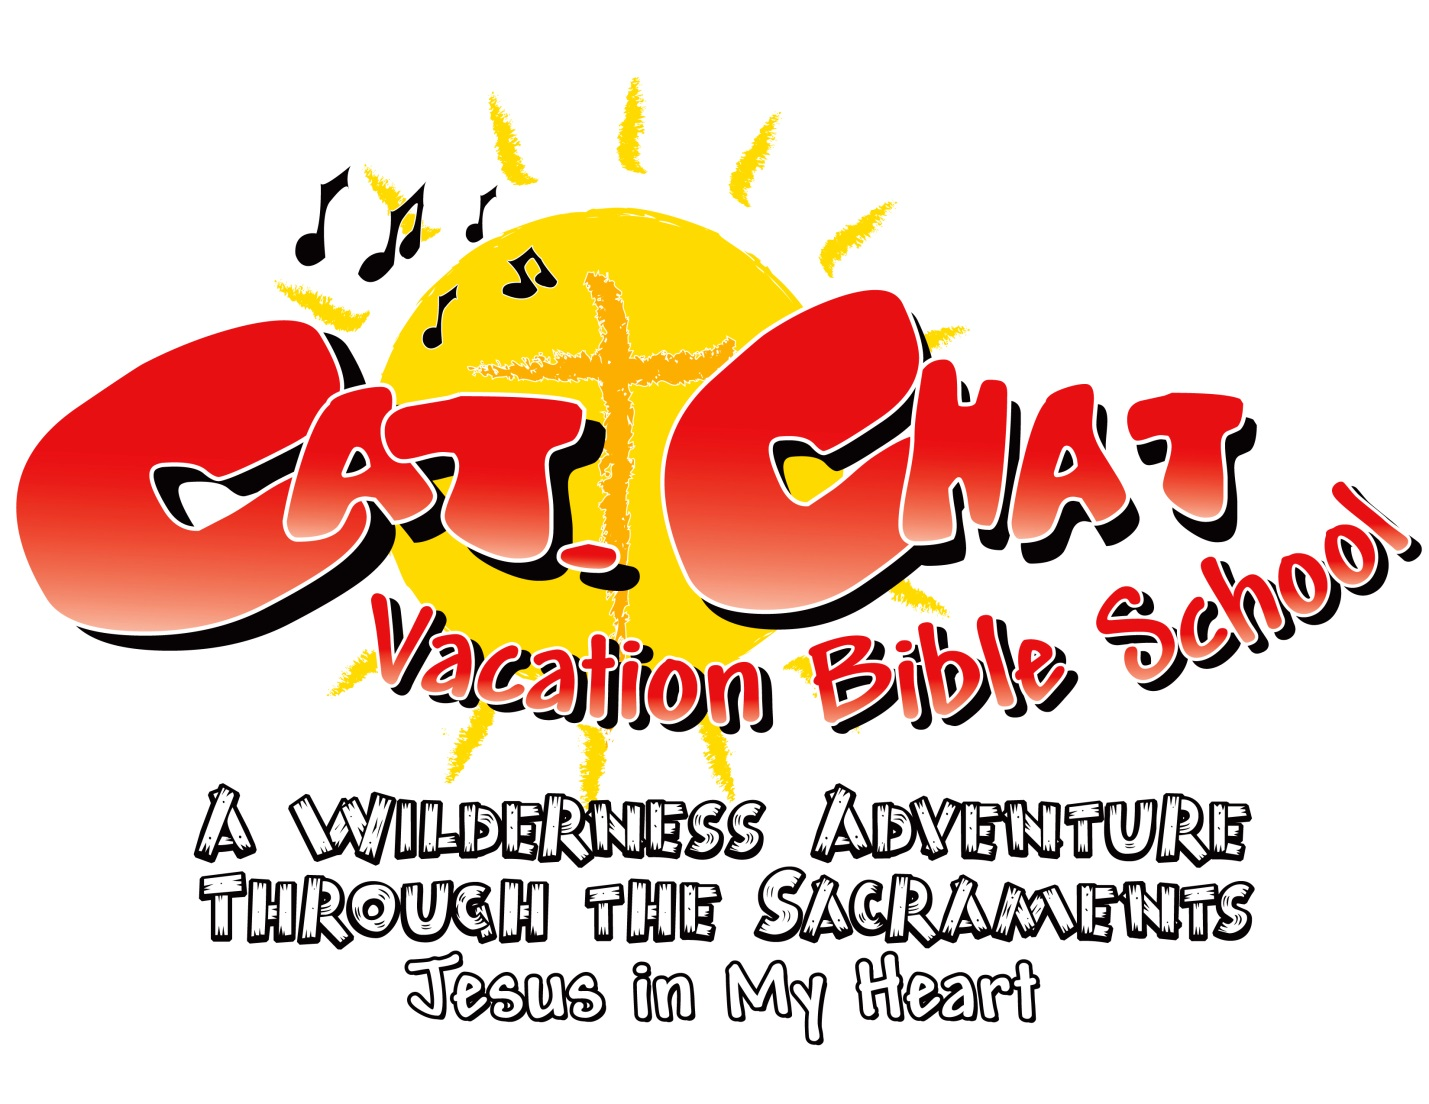 CAT.CHAT
Vacation Bible School
A WILDERNESS ADVENTURE
THROUGH THE SACRAMENTS
Jesus in My Heart